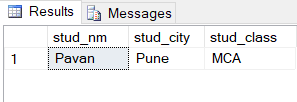 Results Messages
stud_nm stud_city stud_class
1 Pavan Pune MCA